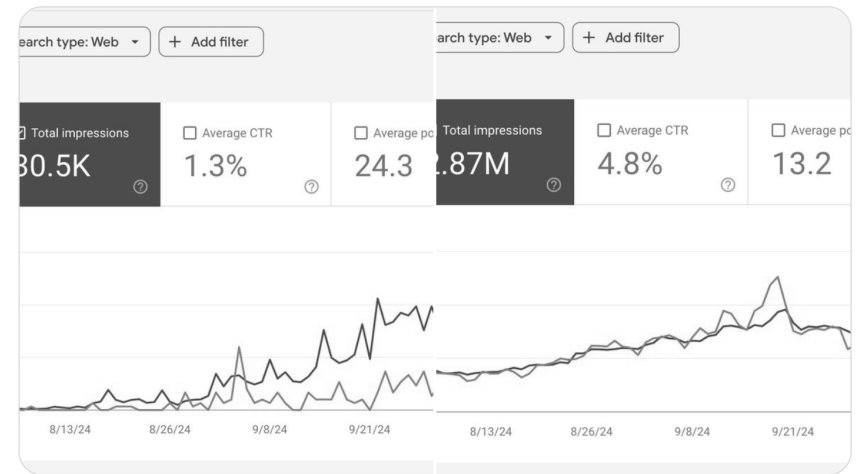 earch type: Web
+ Add filter
Total impressions
30.5K
Average CTR
1.3%
Average po
24.3
8/13/24
8/26/24
9/8/24
9/21/24
arch type: Web
+ Add filter
Total impressions
2.87M
Average CTR
4.8%
Average po
13.2
8/13/24
8/26/24
9/8/24
9/21/24